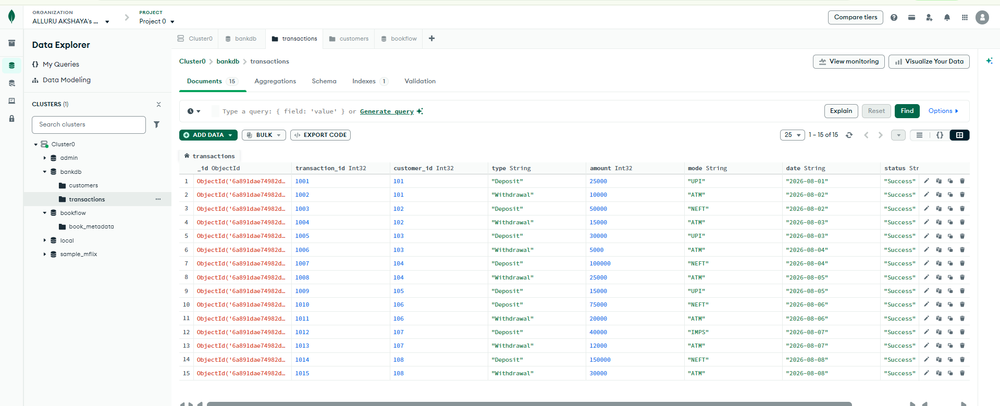 ORGANIZATION
ALLURU AKSHAYA's ...
PROJECT
Project 0
Compare tiers
Data Explorer
My Queries
Data Modeling
CLUSTERS (1)
Search clusters
Cluster0
admin
bankdb
customers
transactions
bookflow
book_metadata
local
sample_mflix
Cluster0 bankdb transactions customers bookflow
Cluster0 > bankdb > transactions
View monitoring
Visualize Your Data
Documents 15 Aggregations Schema Indexes 1 Validation
Type a query: { field: 'value' } or Generate query
Explain Reset Find Options
ADD DATA BULK EXPORT CODE
25 1 – 15 of 15
transactions
_id ObjectId transaction_id Int32 customer_id Int32 type String amount Int32 mode String date String status Str
1 ObjectId('6a891dae74982d… 1001 101 "Deposit" 25000 "UPI" "2026-08-01" "Success"
2 ObjectId('6a891dae74982d… 1002 101 "Withdrawal" 10000 "ATM" "2026-08-02" "Success"
3 ObjectId('6a891dae74982d… 1003 102 "Deposit" 50000 "NEFT" "2026-08-02" "Success"
4 ObjectId('6a891dae74982d… 1004 102 "Withdrawal" 15000 "ATM" "2026-08-03" "Success"
5 ObjectId('6a891dae74982d… 1005 103 "Deposit" 30000 "UPI" "2026-08-03" "Success"
6 ObjectId('6a891dae74982d… 1006 103 "Withdrawal" 5000 "ATM" "2026-08-04" "Success"
7 ObjectId('6a891dae74982d… 1007 104 "Deposit" 100000 "NEFT" "2026-08-04" "Success"
8 ObjectId('6a891dae74982d… 1008 104 "Withdrawal" 25000 "ATM" "2026-08-05" "Success"
9 ObjectId('6a891dae74982d… 1009 105 "Deposit" 15000 "UPI" "2026-08-05" "Success"
10 ObjectId('6a891dae74982d… 1010 106 "Deposit" 75000 "NEFT" "2026-08-06" "Success"
11 ObjectId('6a891dae74982d… 1011 106 "Withdrawal" 20000 "ATM" "2026-08-06" "Success"
12 ObjectId('6a891dae74982d… 1012 107 "Deposit" 40000 "IMPS" "2026-08-07" "Success"
13 ObjectId('6a891dae74982d… 1013 107 "Withdrawal" 12000 "ATM" "2026-08-07" "Success"
14 ObjectId('6a891dae74982d… 1014 108 "Deposit" 150000 "NEFT" "2026-08-08" "Success"
15 ObjectId('6a891dae74982d… 1015 108 "Withdrawal" 30000 "ATM" "2026-08-08" "Success"